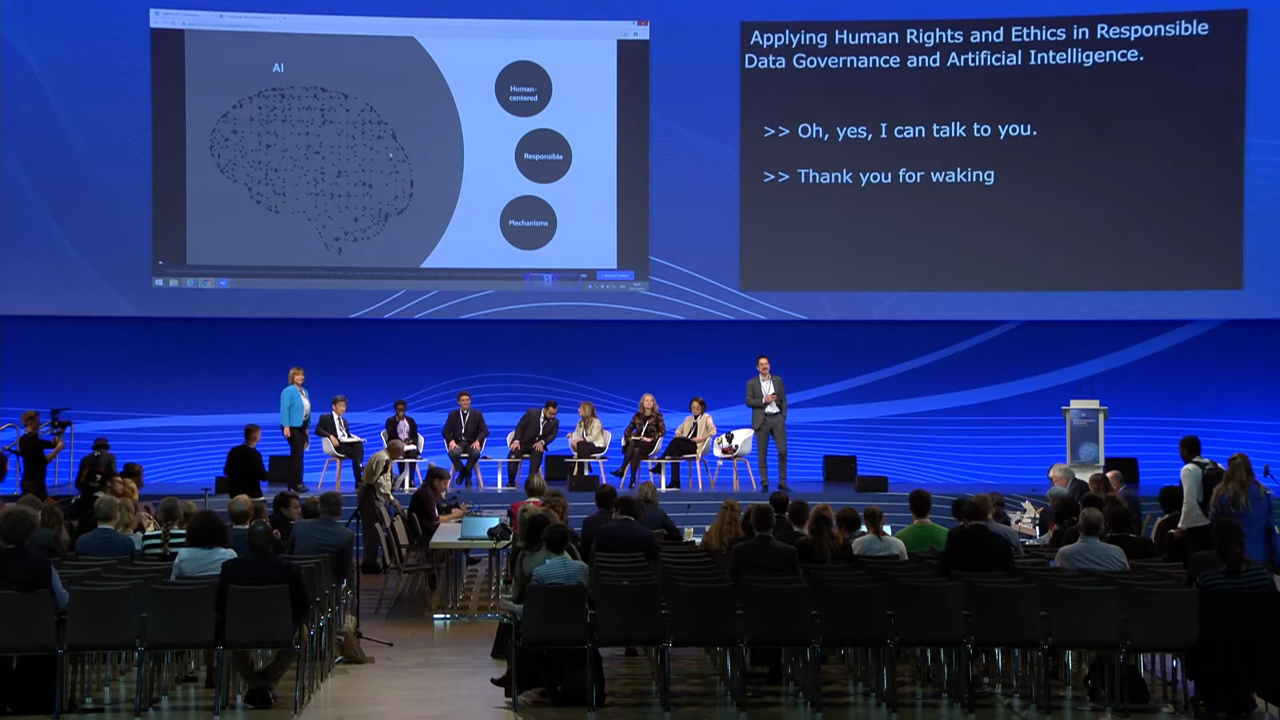 AI
Human-
centered
Responsible
Mechanisms
Applying Human Rights and Ethics in Responsible
Data Governance and Artificial Intelligence.
>> Oh, yes, I can talk to you.
>> Thank you for waking